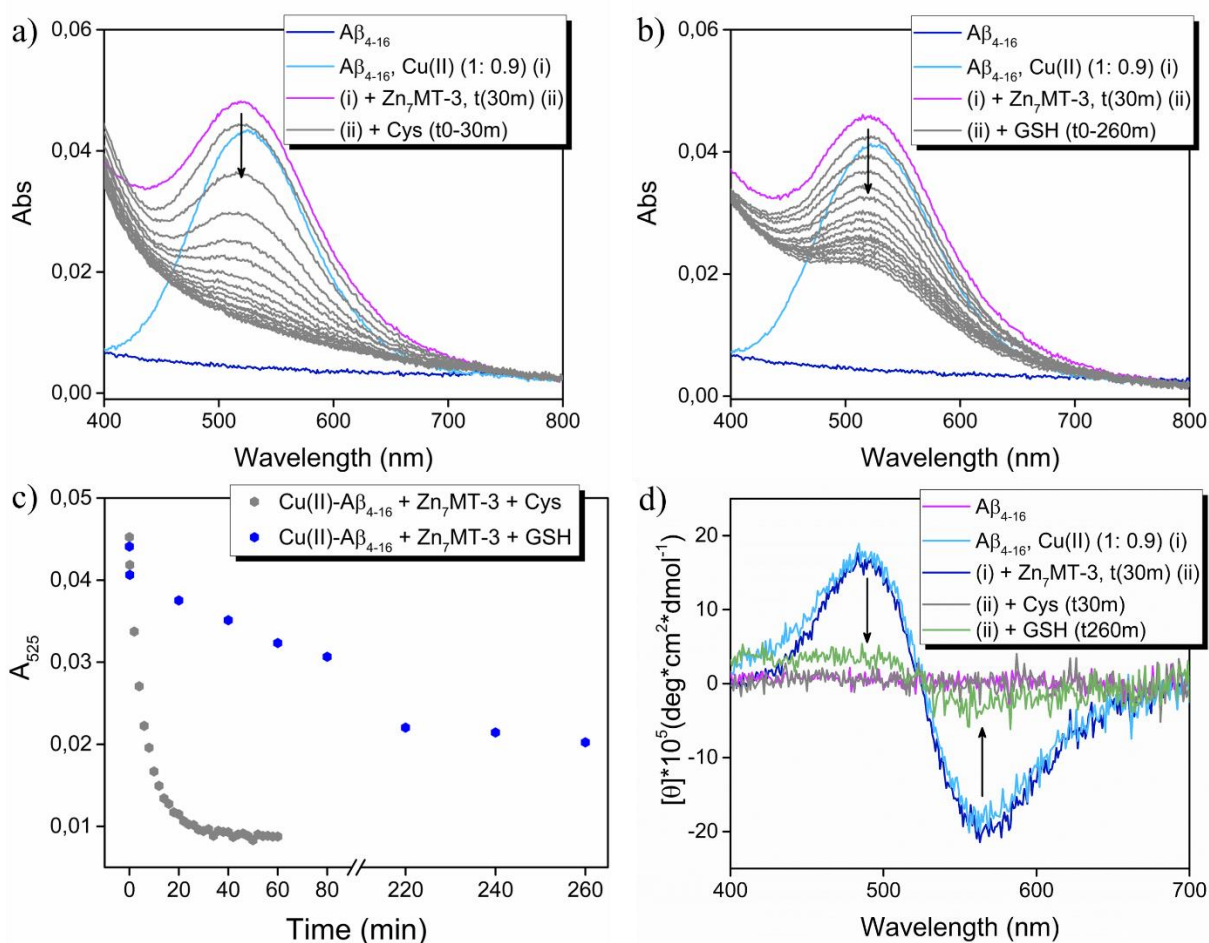 a)
0,06
0,04
0,02
0,00
Abs
Aβ4-16
Aβ4-16, Cu(II) (1: 0.9) (i)
(i) + Zn7MT-3, t(30m) (ii)
(ii) + Cys (t0-30m)
400 500 600 700 800
Wavelength (nm)
b)
0,06
0,04
0,02
0,00
Abs
Aβ4-16
Aβ4-16, Cu(II) (1: 0.9) (i)
(i) + Zn7MT-3, t(30m) (ii)
(ii) + GSH (t0-260m)
400 500 600 700 800
Wavelength (nm)
c)
0,05
0,04
0,03
0,02
0,01
A525
Cu(II)-Aβ4-16 + Zn7MT-3 + Cys
Cu(II)-Aβ4-16 + Zn7MT-3 + GSH
0 20 40 60 80 220 240 260
Time (min)
d)
20
10
0
-10
-20
[θ]*10^5(deg*cm^2*dmol^-1)
Aβ4-16
Aβ4-16, Cu(II) (1: 0.9) (i)
(i) + Zn7MT-3, t(30m) (ii)
(ii) + Cys (t30m)
(ii) + GSH (t260m)
400 500 600 700
Wavelength (nm)